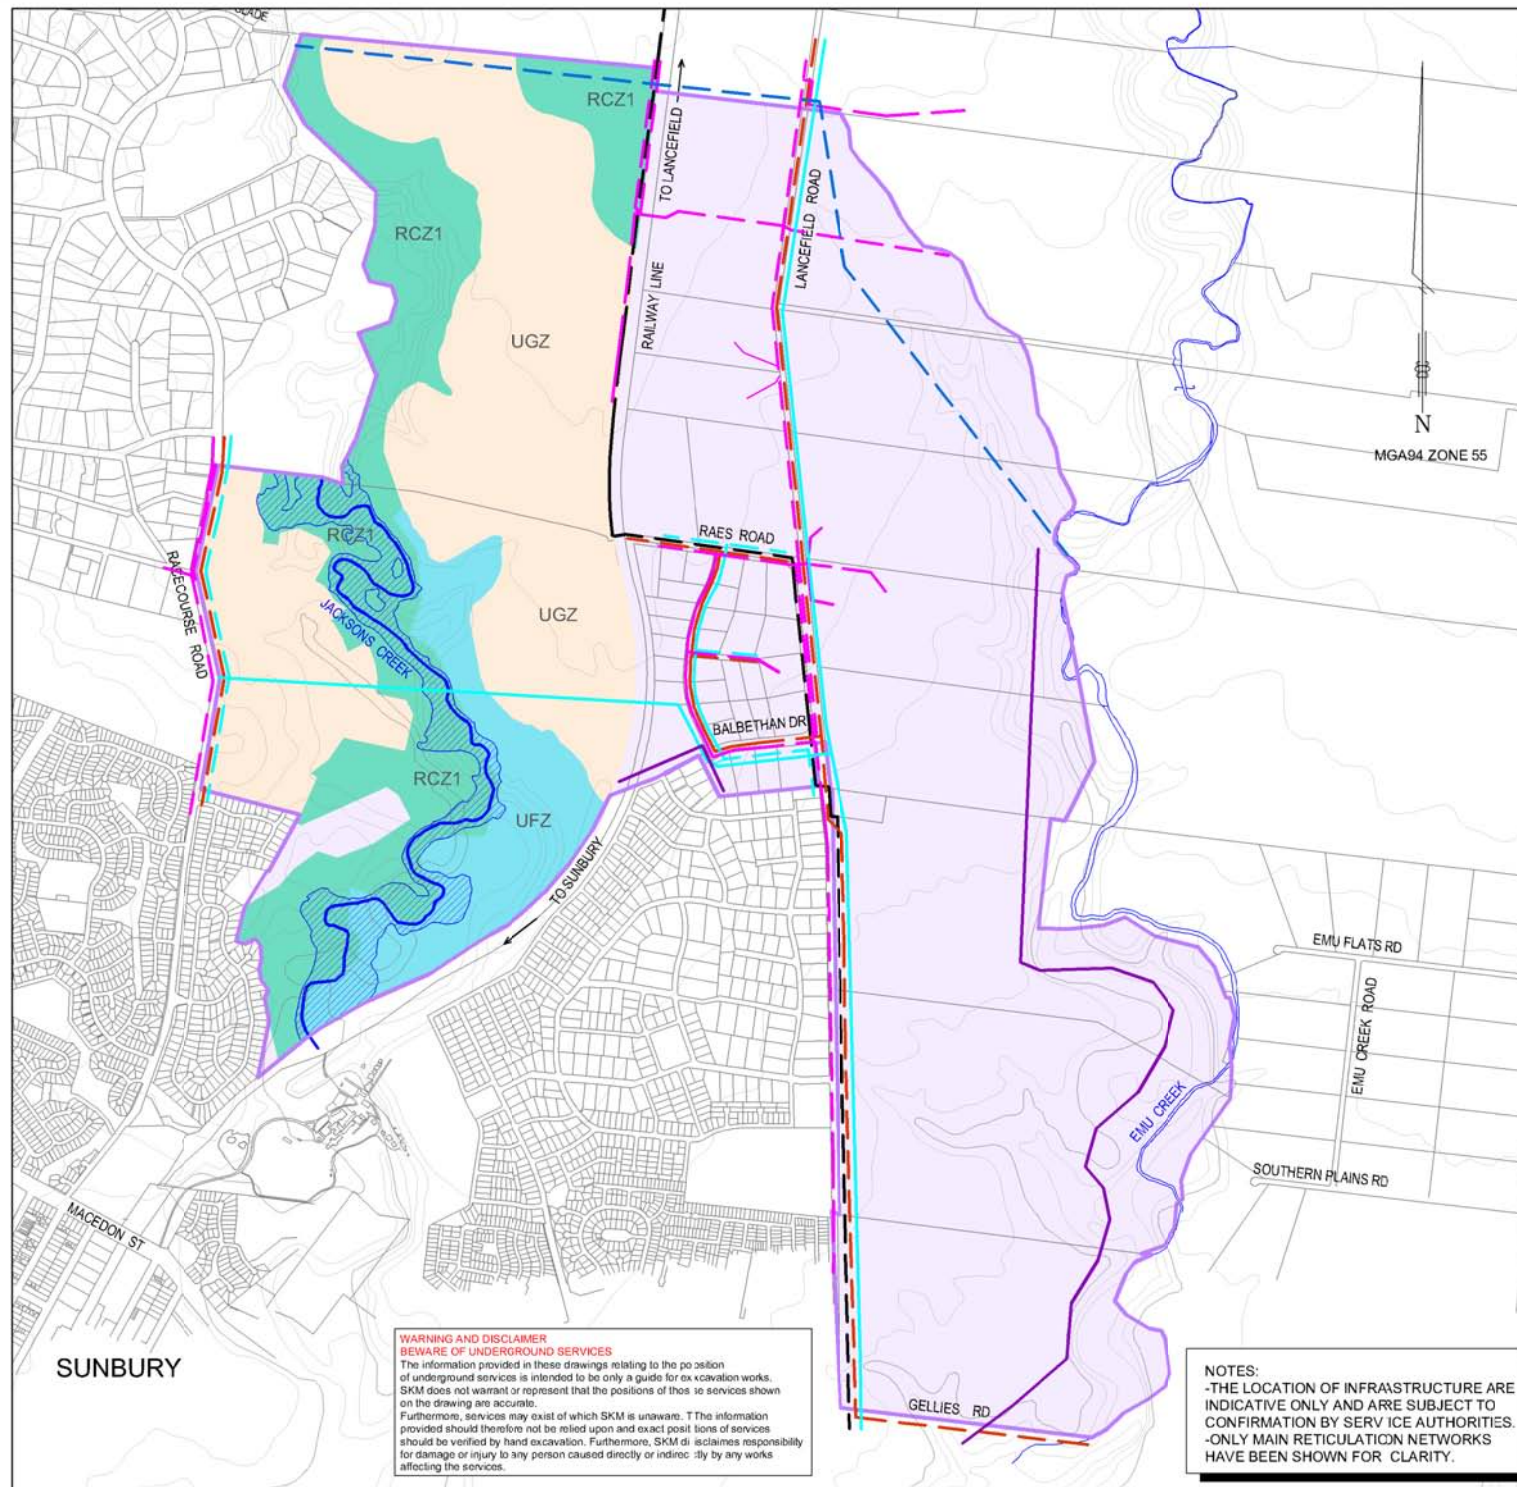 GLADE
RCZ1
TO LANCEFIELD
RCZ1
LANCEFIELD ROAD
RAILWAY LINE
UGZ
N
MGA94 ZONE 55
RAES ROAD
RCZ1
RACECOURSE ROAD
JACKSONS CREEK
UGZ
BALBETHAN DR
RCZ1
UFZ
TO SUNBURY
EMU FLATS RD
EMU CREEK ROAD
EMU CREEK
SOUTHERN PLAINS RD
MACEDON ST
SUNBURY
GELLIES RD
WARNING AND DISCLAIMER
BEWARE OF UNDERGROUND SERVICES
The information provided in these drawings relating to the position
of underground services is intended to be only a guide for excavation works.
SKM does not warrant or represent that the positions of those services shown
on the drawing are accurate.
Furthermore, services may exist of which SKM is unaware. TThe information
provided should therefore not be relied upon and exact positions of services
should be verified by hand excavation. Furthermore, SKM disclaimes responsibility
for damage or injury to any person caused directly or indirectly by any works
affecting the services.
NOTES:
-THE LOCATION OF INFRASTRUCTURE ARE
INDICATIVE ONLY AND ARE SUBJECT TO
CONFIRMATION BY SERVICE AUTHORITIES.
-ONLY MAIN RETICULATION NETWORKS
HAVE BEEN SHOWN FOR CLARITY.